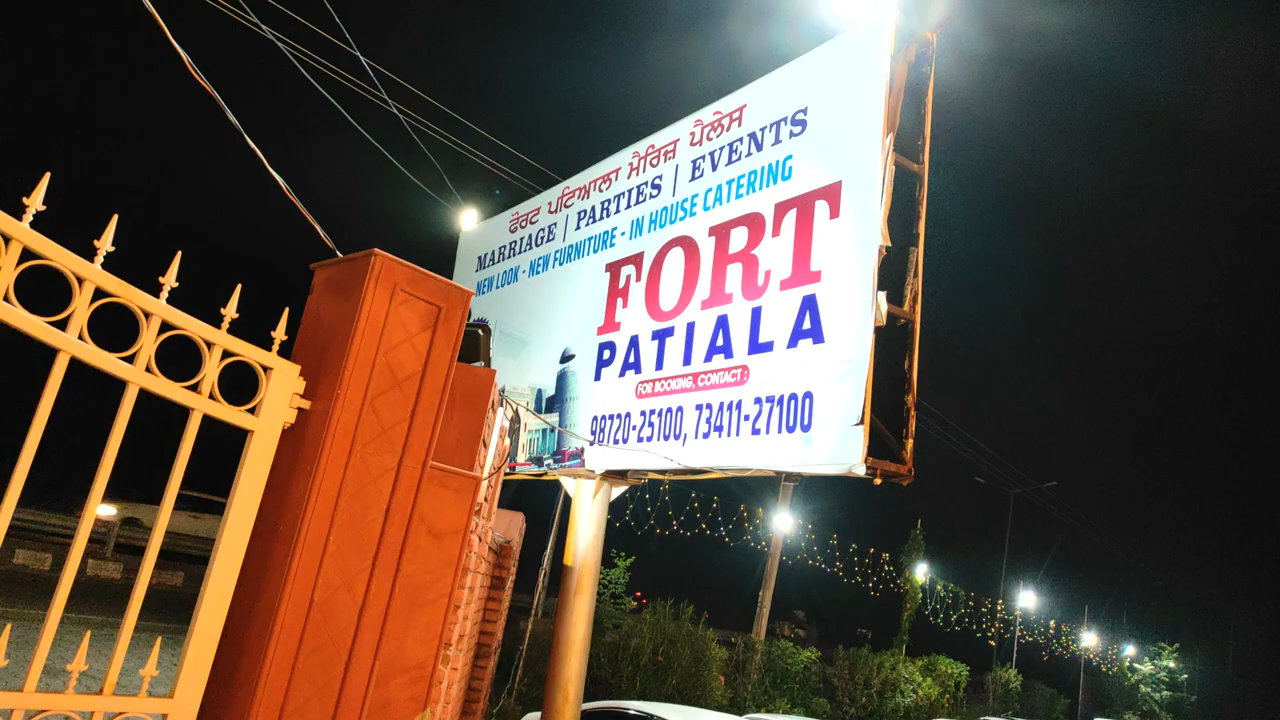 ਫੋਰਟ ਪਟਿਆਲਾ ਮੈਰਿਜ਼ ਪੈਲੇਸ
MARRIAGE | PARTIES | EVENTS
NEW LOOK - NEW FURNITURE - IN HOUSE CATERING
FORT
PATIALA
FOR BOOKING, CONTACT :
98720-25100, 73411-27100